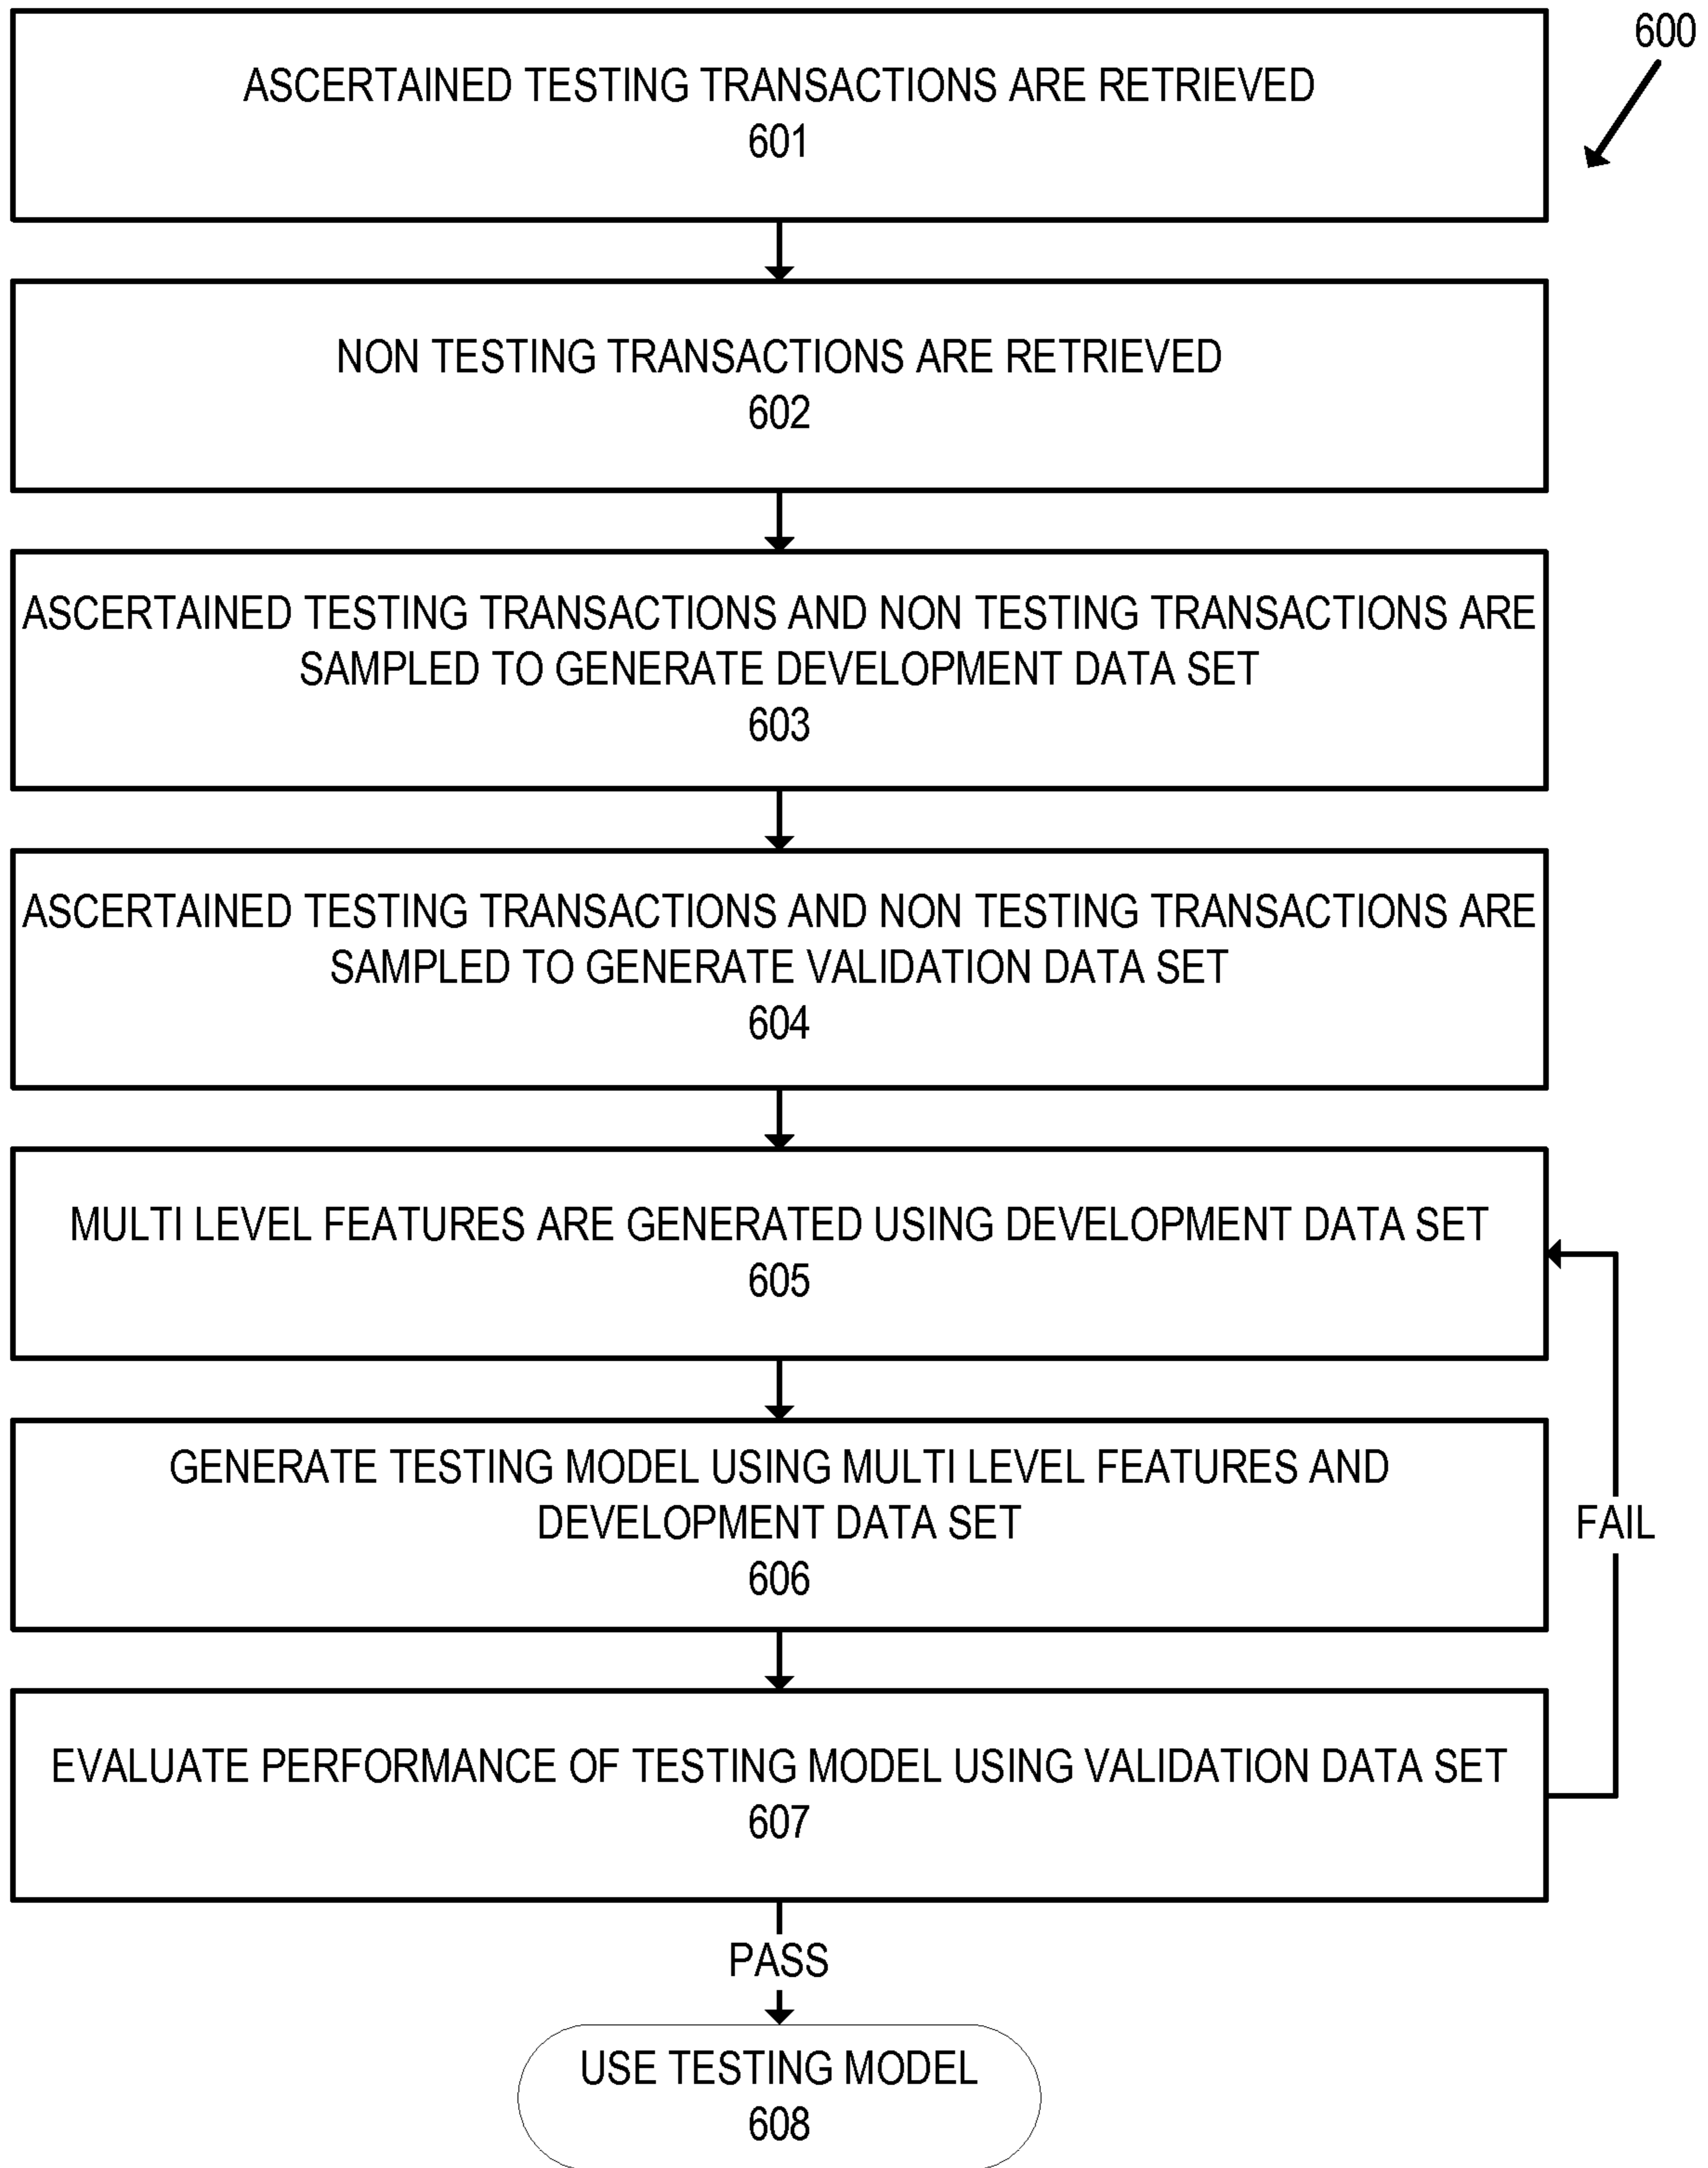 600
ASCERTAINED TESTING TRANSACTIONS ARE RETRIEVED
601
NON TESTING TRANSACTIONS ARE RETRIEVED
602
ASCERTAINED TESTING TRANSACTIONS AND NON TESTING TRANSACTIONS ARE
SAMPLED TO GENERATE DEVELOPMENT DATA SET
603
ASCERTAINED TESTING TRANSACTIONS AND NON TESTING TRANSACTIONS ARE
SAMPLED TO GENERATE VALIDATION DATA SET
604
MULTI LEVEL FEATURES ARE GENERATED USING DEVELOPMENT DATA SET
605
GENERATE TESTING MODEL USING MULTI LEVEL FEATURES AND
DEVELOPMENT DATA SET
606
FAIL
EVALUATE PERFORMANCE OF TESTING MODEL USING VALIDATION DATA SET
607
PASS
USE TESTING MODEL
608